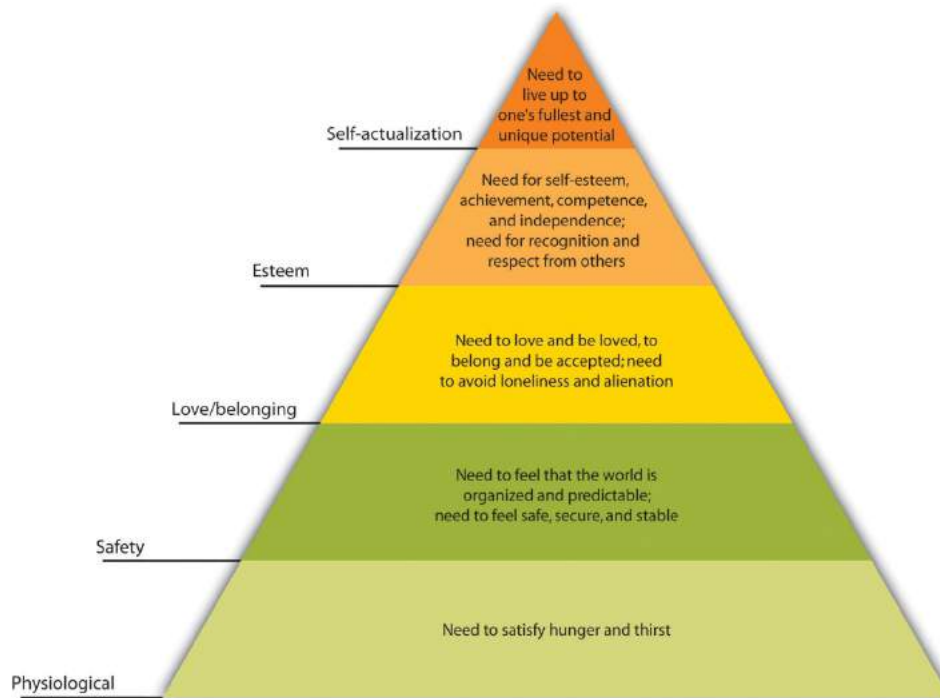 Need to
live up to
one's fullest and
unique potential
Self-actualization
Need for self-esteem,
achievement, competence,
and independence;
need for recognition and
respect from others
Esteem
Need to love and be loved, to
belong and be accepted; need
to avoid loneliness and alienation
Love/belonging
Need to feel that the world is
organized and predictable;
need to feel safe, secure, and stable
Safety
Need to satisfy hunger and thirst
Physiological